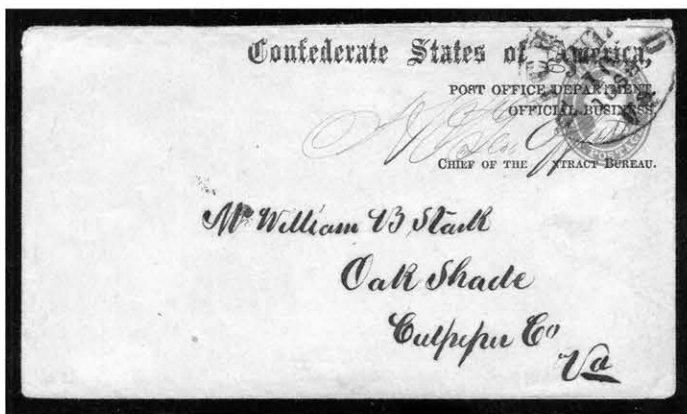 Confederate States of America,
POST OFFICE DEPARTMENT.
OFFICIAL BUSINESS
CHIEF OF THE XTRACT BUREAU.
Mr William B Stark
Oak Shade
Culpeper Co
Va